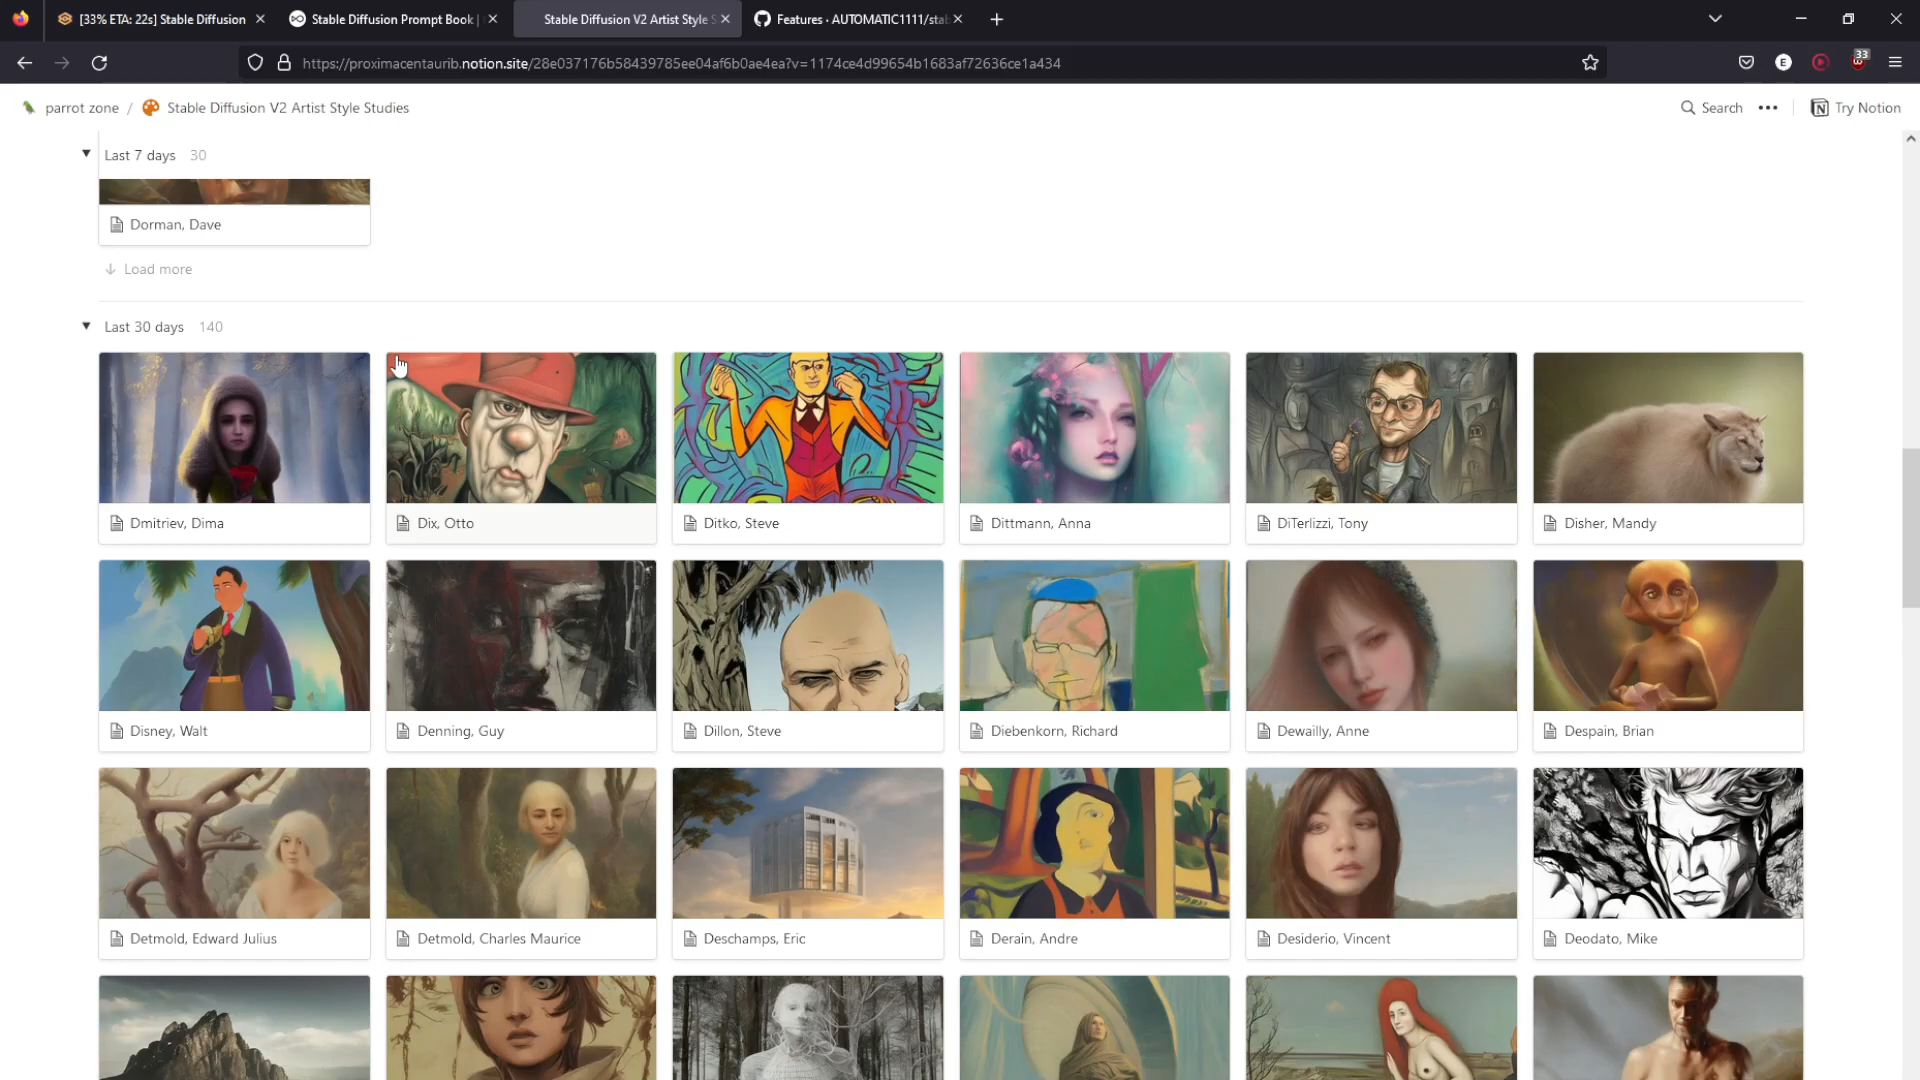 [33% ETA: 22s] Stable Diffusion
Stable Diffusion Prompt Book |
Stable Diffusion V2 Artist Style S
Features · AUTOMATIC1111/stab
https://proximacentaurib.notion.site/28e037176b58439785ee04af6b0ae4ea?v=1174ce4d99654b1683af72636ce1a434
E
33
parrot zone / Stable Diffusion V2 Artist Style Studies
Search
Try Notion
Last 7 days 30
Dorman, Dave
Load more
Last 30 days 140
Dmitriev, Dima
Dix, Otto
Ditko, Steve
Dittmann, Anna
DiTerlizzi, Tony
Disher, Mandy
Disney, Walt
Denning, Guy
Dillon, Steve
Diebenkorn, Richard
Dewailly, Anne
Despain, Brian
Detmold, Edward Julius
Detmold, Charles Maurice
Deschamps, Eric
Derain, Andre
Desiderio, Vincent
Deodato, Mike